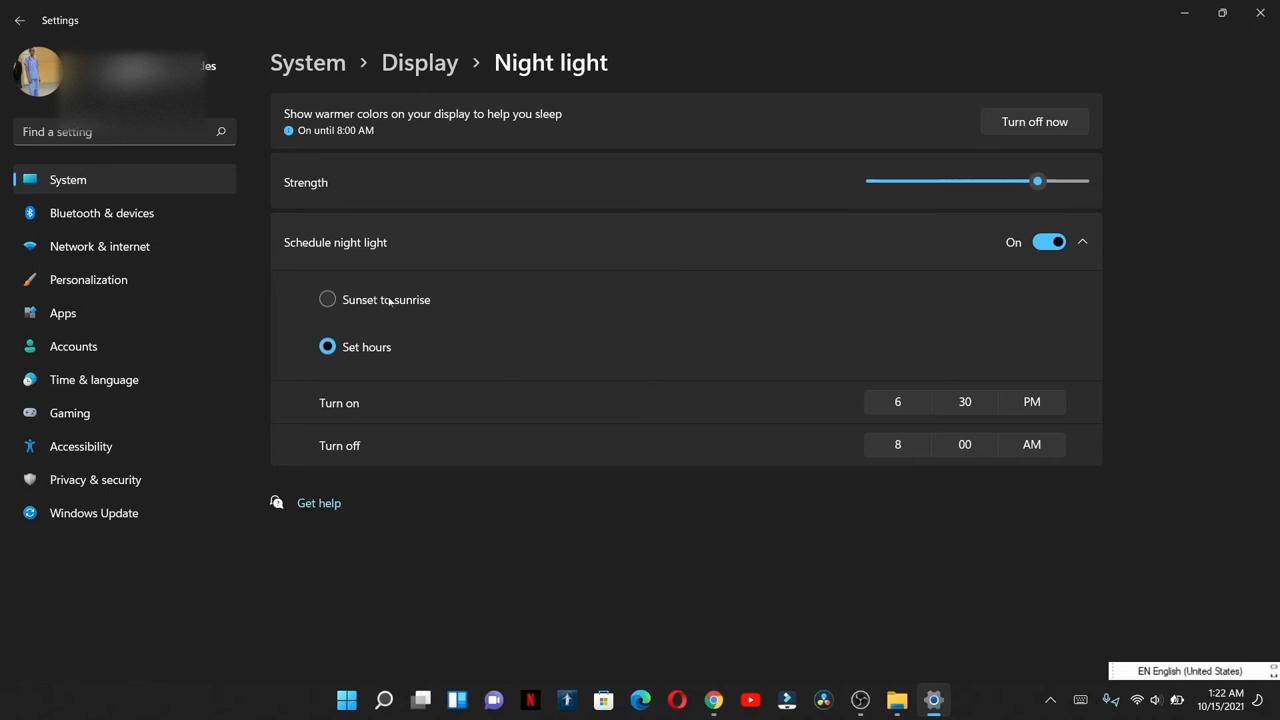 Settings
des
Find a setting
System
Bluetooth & devices
Network & internet
Personalization
Apps
Accounts
Time & language
Gaming
Accessibility
Privacy & security
Windows Update
System > Display > Night light
Show warmer colors on your display to help you sleep
On until 8:00 AM
Turn off now
Strength
Schedule night light
On
Sunset to sunrise
Set hours
Turn on
6 30 PM
Turn off
8 00 AM
Get help
EN English (United States)
1:22 AM
10/15/2021